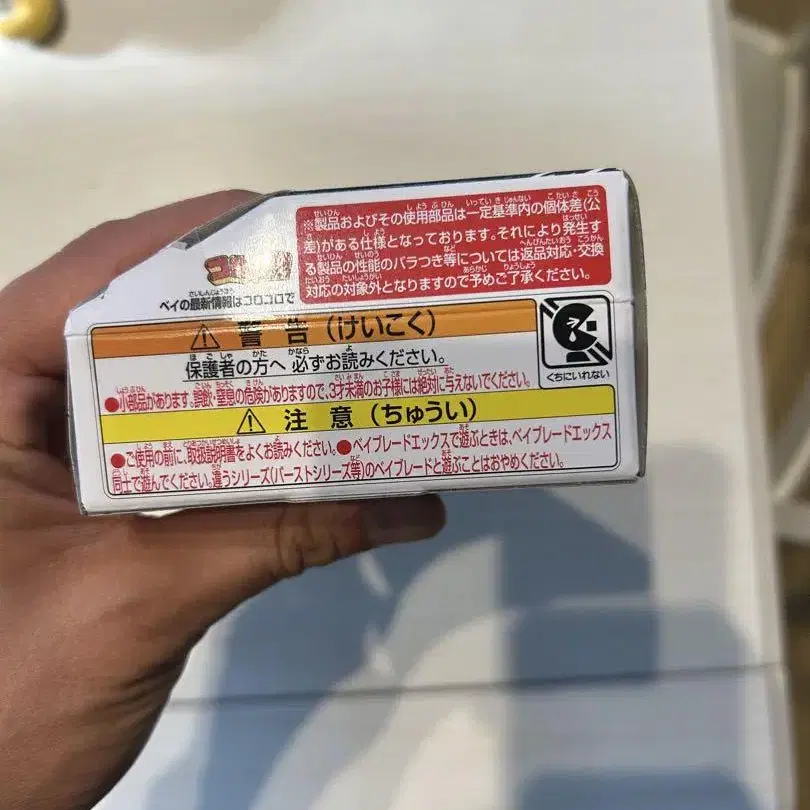 ※製品およびその使用部品は一定基準内の個体差(公
差)がある仕様となっております。それにより発生す
る製品の性能のバラつき等については返品対応・交換
対応の対象外となりますので予めご了承ください。
コロコロ
ベイの最新情報はコロコロで
警告(けいこく)
保護者の方へ 必ずお読みください。
●小部品があります。誤飲・窒息の危険がありますので、3才未満のお子様には絶対に与えないでください。
くちにいれない
注意(ちゅうい)
●ご使用の前に、取扱説明書をよくお読みください。●ベイブレードエックスで遊ぶときは、ベイブレードエックス
同士で遊んでください。違うシリーズ(バーストシリーズ等)のベイブレードと遊ぶことはおやめください。